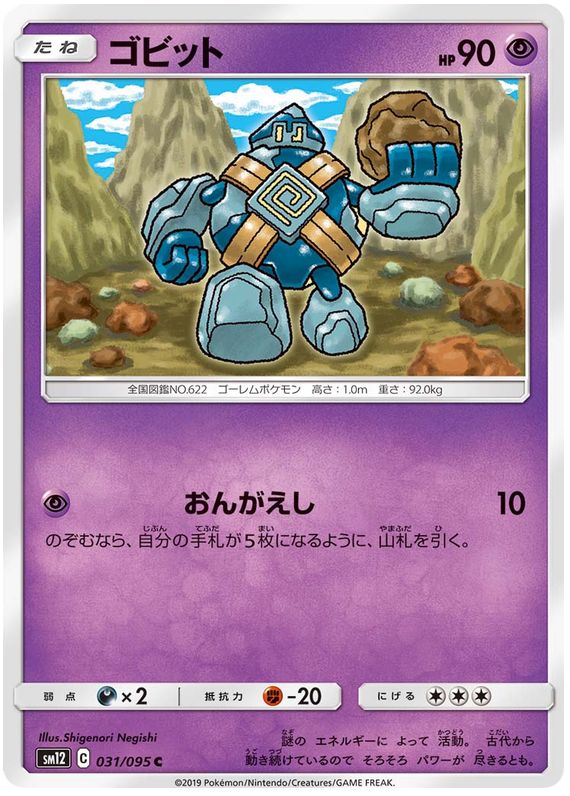 たね ゴビット HP 90
全国図鑑NO.622 ゴーレムポケモン 高さ：1.0m 重さ：92.0kg
おんがえし 10
のぞむなら、自分の手札が5枚になるように、山札を引く。
弱点 ×2 抵抗力 -20 にげる
Illus.Shigenori Negishi
謎の エネルギーに よって 活動。 古代から
動き続けているので そろそろ パワーが 尽きるとも。
SM12 C 031/095 C
©2019 Pokémon/Nintendo/Creatures/GAME FREAK.